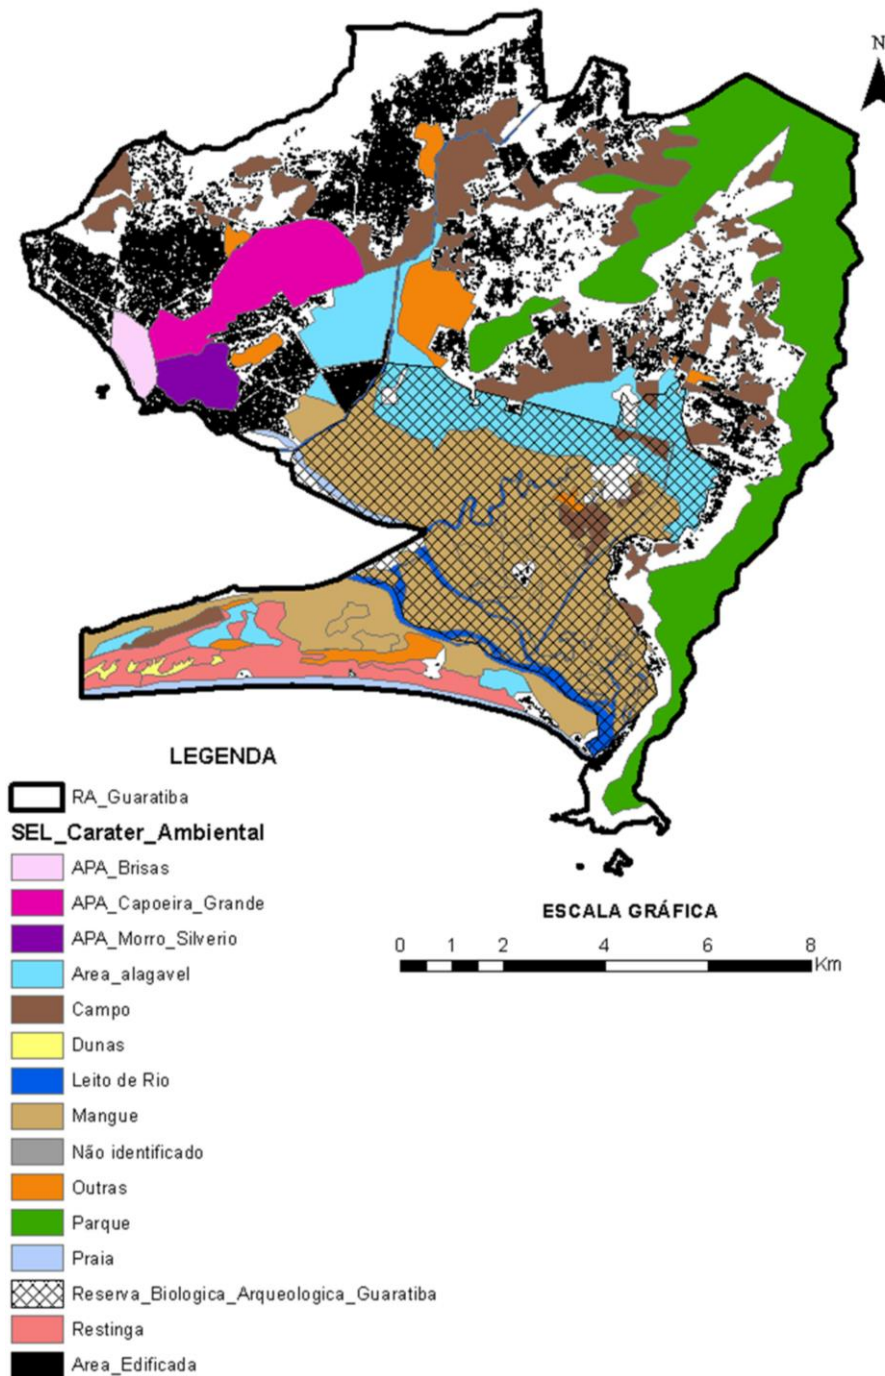 N
LEGENDA
RA_Guaratiba
SEL_Carater_Ambiental
APA_Brisas
APA_Capoeira_Grande
APA_Morro_Silverio
Area_alagavel
Campo
Dunas
Leito de Rio
Mangue
Não identificado
Outras
Parque
Praia
Reserva_Biologica_Arqueologica_Guaratiba
Restinga
Area_Edificada
ESCALA GRÁFICA
0 1 2 4 6 8
Km